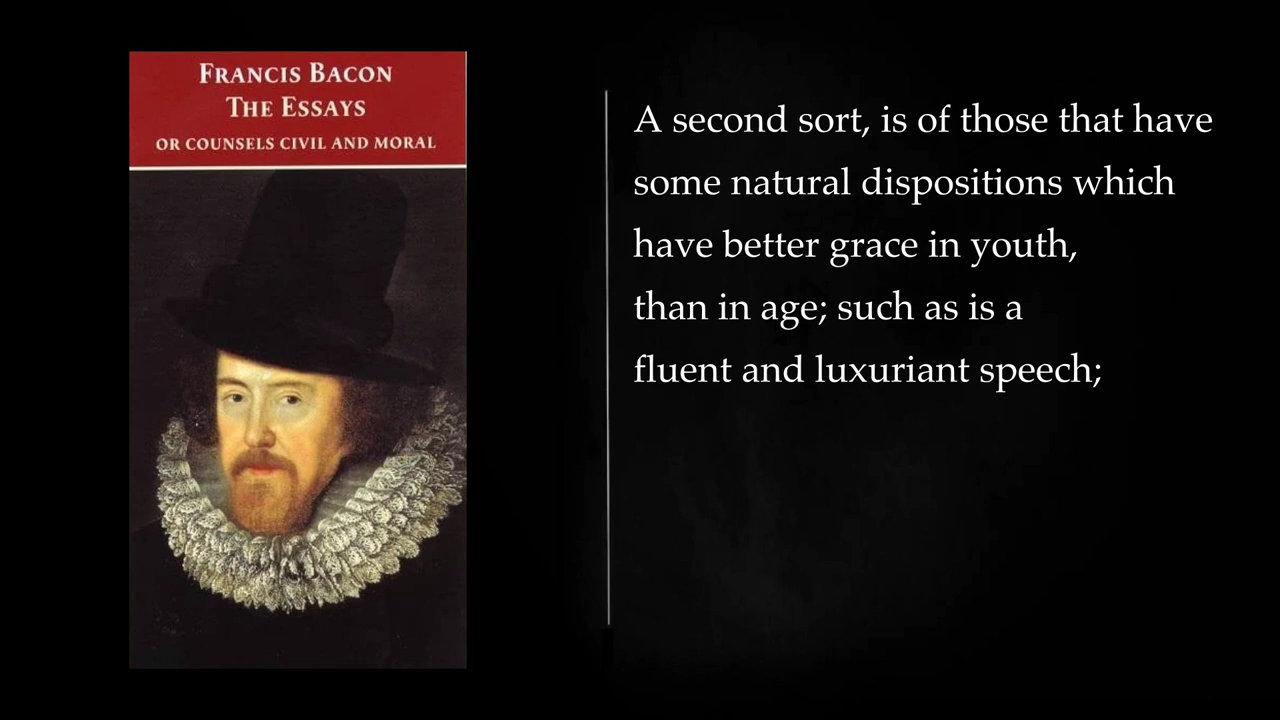 FRANCIS BACON
THE ESSAYS
OR COUNSELS CIVIL AND MORAL
A second sort, is of those that have
some natural dispositions which
have better grace in youth,
than in age; such as is a
fluent and luxuriant speech;